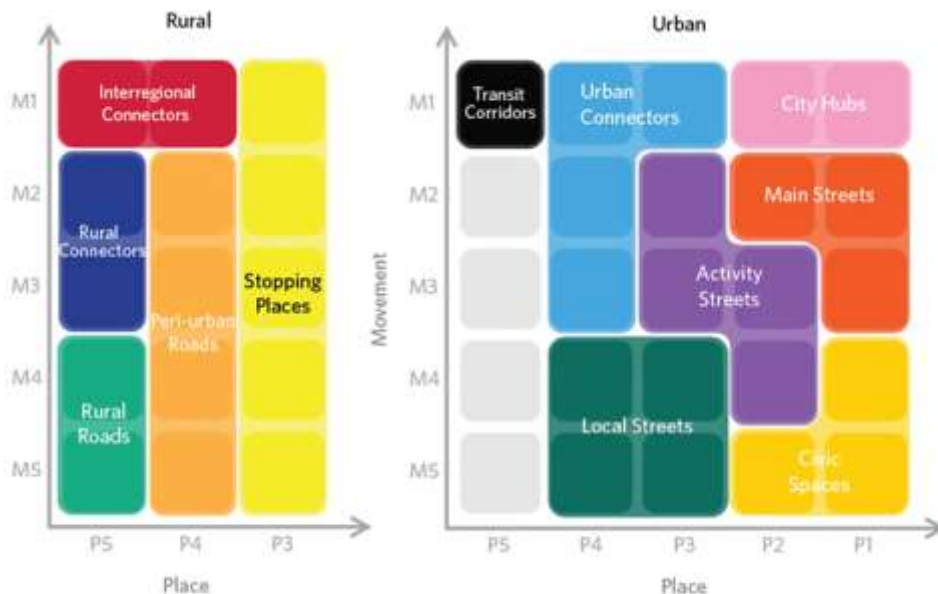 Rural
M1
M2
M3
M4
M5
Interregional
Connectors
Rural
Connectors
Stopping
Places
Peri-urban
Roads
Rural
Roads
P5
P4
P3
Place
Urban
Movement
M1
M2
M3
M4
M5
Transit
Corridors
Urban
Connectors
City Hubs
Main Streets
Activity
Streets
Local Streets
Civic
Spaces
P5
P4
P3
P2
P1
Place